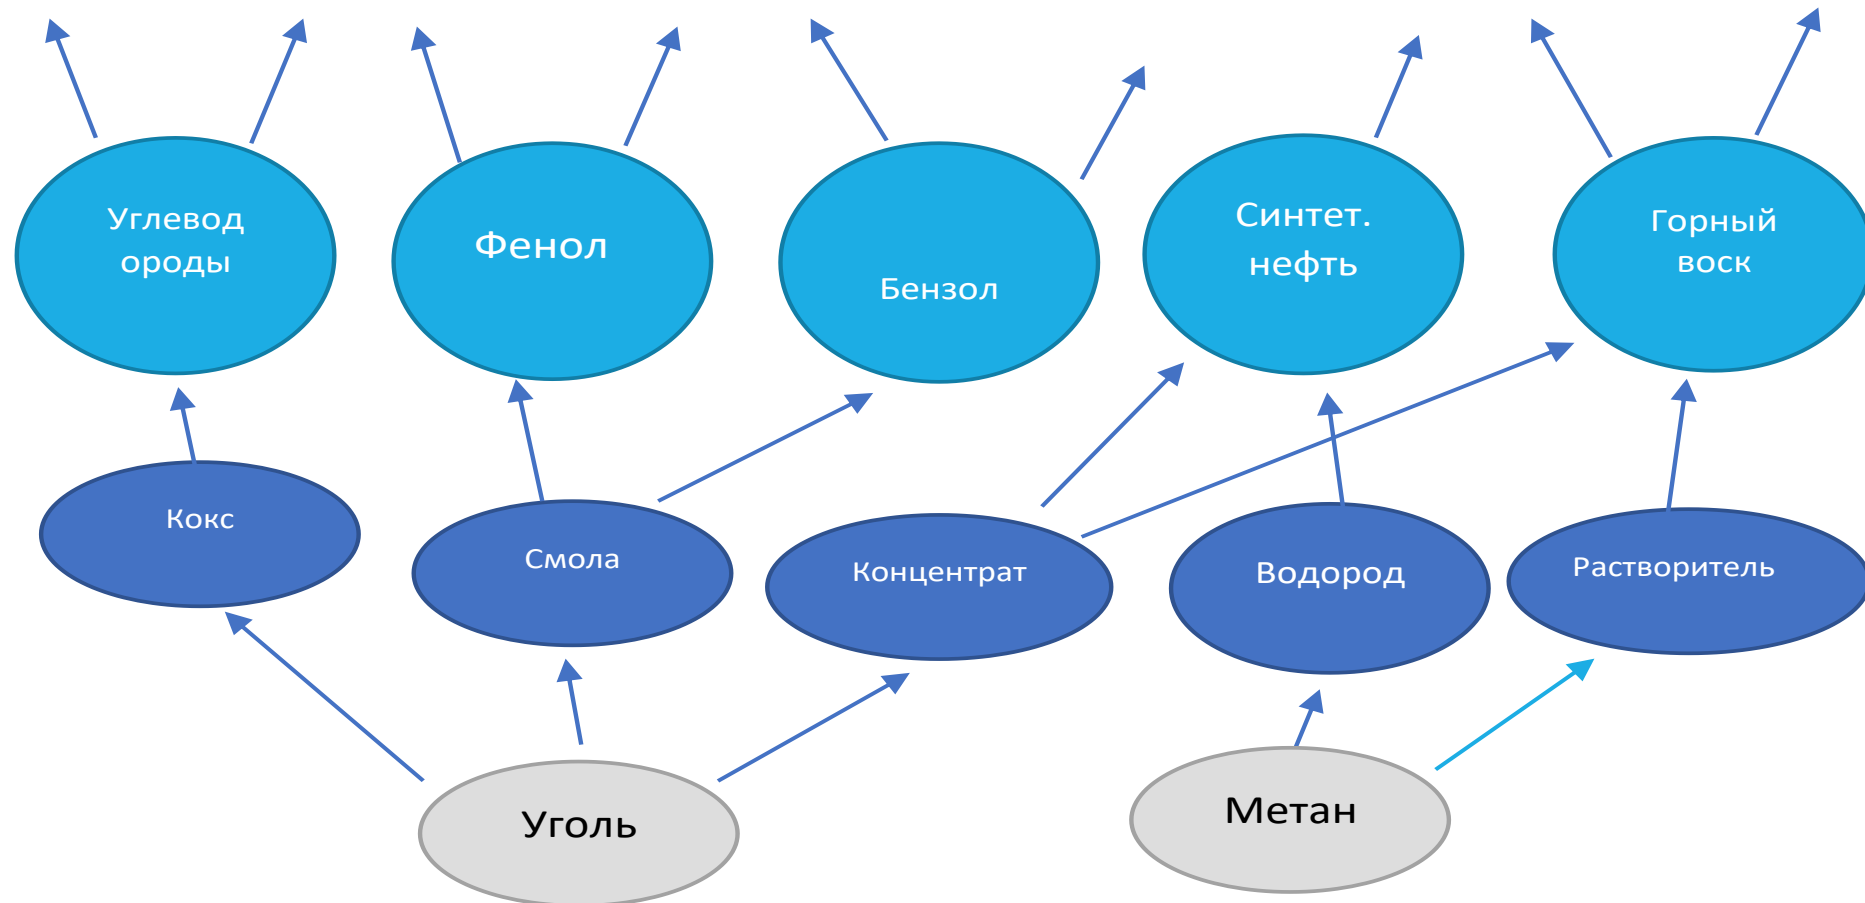 Углевод
ороды
Фенол
Бензол
Синтет.
нефть
Горный
воск
Кокс
Смола
Концентрат
Водород
Растворитель
Уголь
Метан